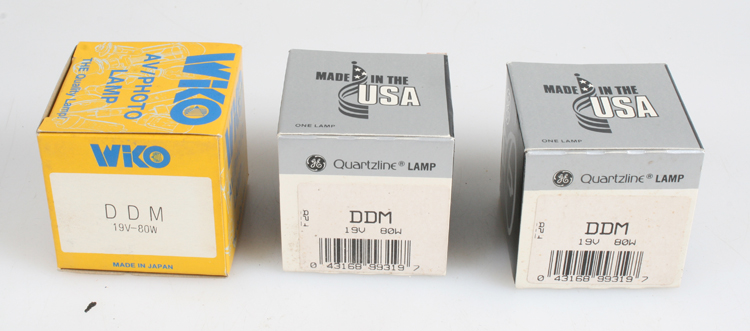 WIKO
AV/PHOTO
LAMP
THE Quality Lamp!
WIKO
DDM
19V-80W
MADE IN JAPAN
MADE IN THE
USA
ONE LAMP
GE Quartzline® LAMP
DDM
19V 80W
0 43168 99319 7
MADE IN THE
USA
ONE LAMP
GE Quartzline® LAMP
DDM
19V 80W
0 43168 99319 7